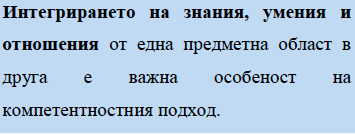 Интегрирането на знания, умения и
отношения от една предметна област в
друга е важна особеност на
компетентностния подход.